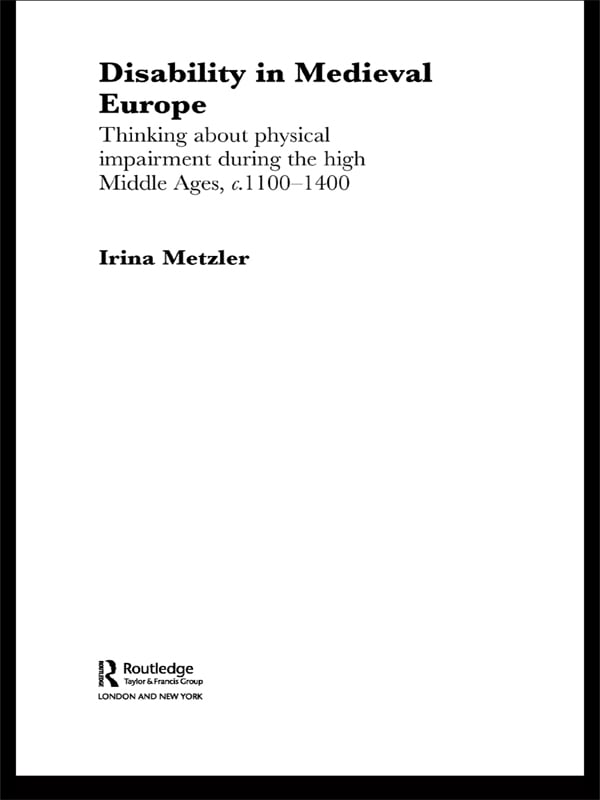 Disability in Medieval
Europe
Thinking about physical
impairment during the high
Middle Ages, c.1100–1400
Irina Metzler
ROUTLEDGE
Routledge
Taylor & Francis Group
LONDON AND NEW YORK